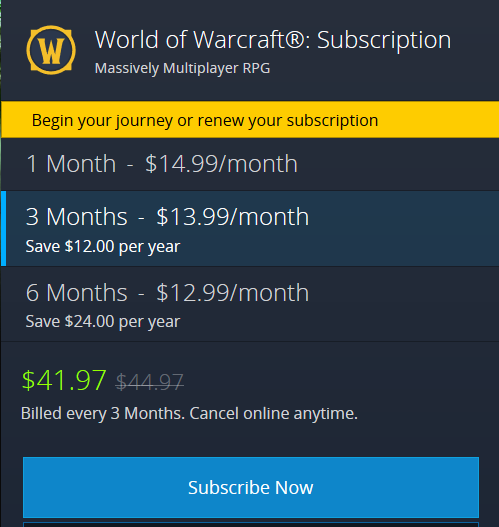 World of Warcraft®: Subscription
Massively Multiplayer RPG
Begin your journey or renew your subscription
1 Month - $14.99/month
3 Months - $13.99/month
Save $12.00 per year
6 Months - $12.99/month
Save $24.00 per year
$41.97 $44.97
Billed every 3 Months. Cancel online anytime.
Subscribe Now